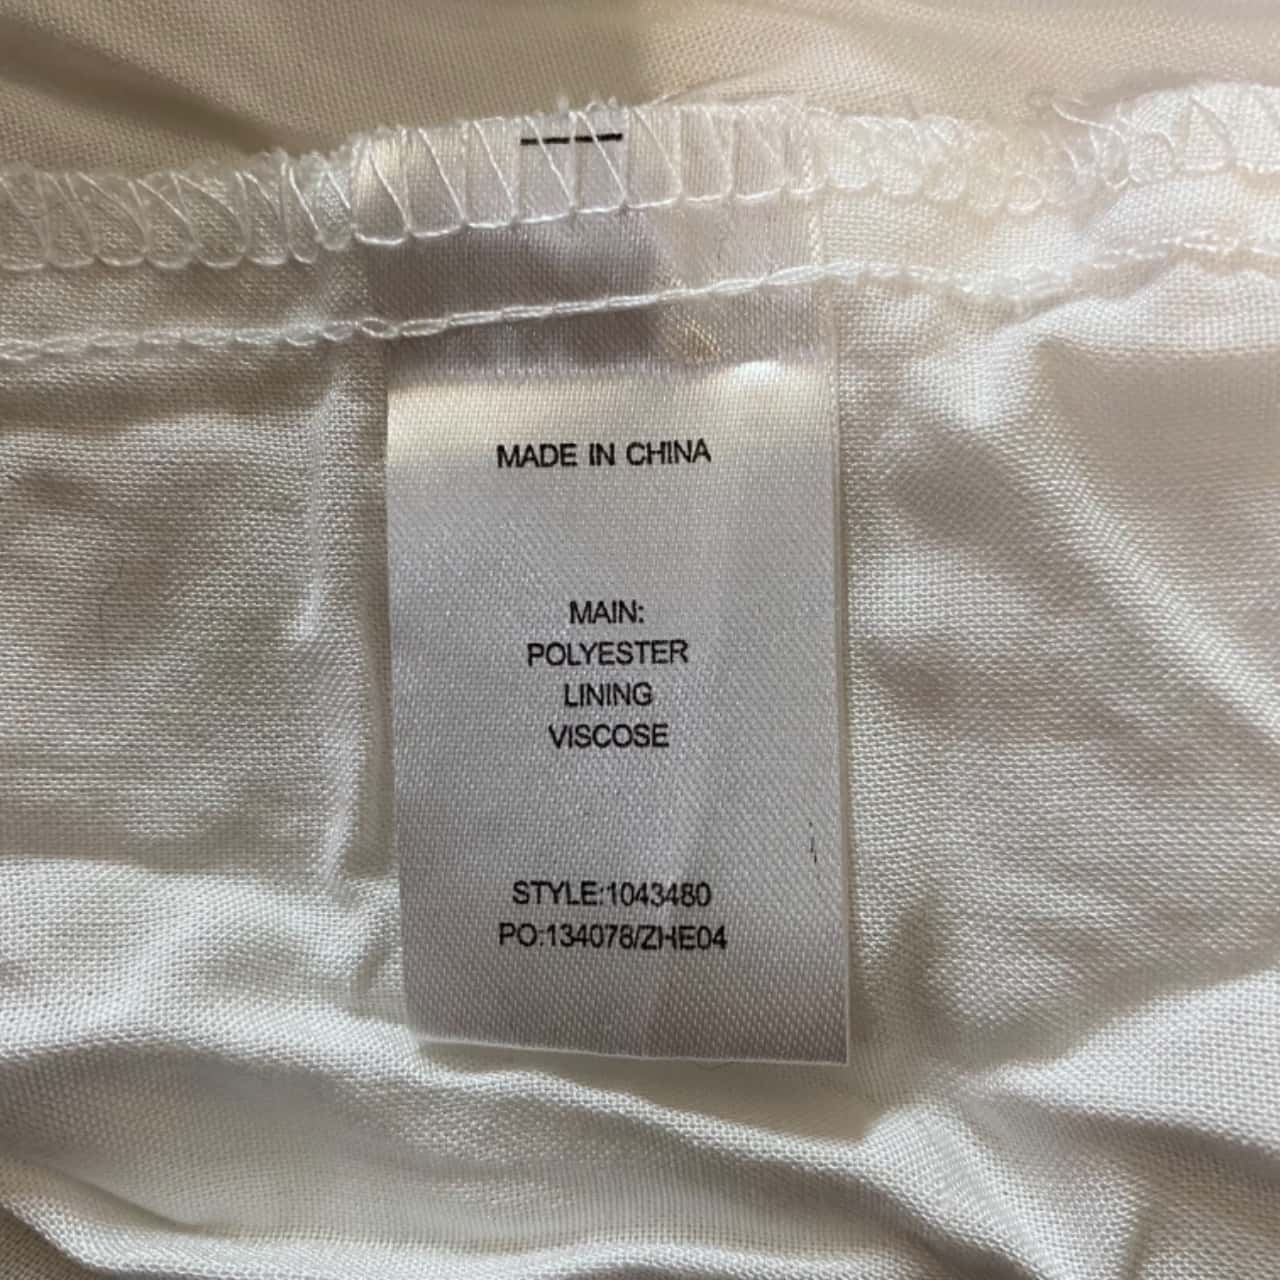 MADE IN CHINA
MAIN:
POLYESTER
LINING
VISCOSE
STYLE:1043480
PO:134078/ZHE04